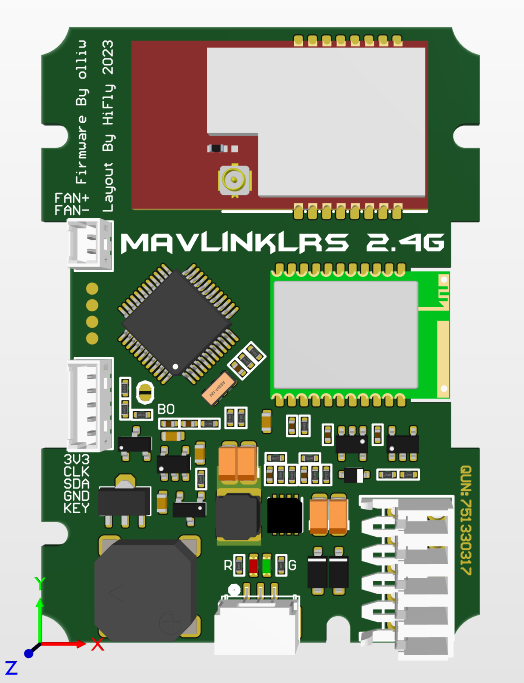 Firmware By olliw
Layout By HiFly 2023
FAN+
FAN-
MAVLINKLRS 2.4G
BO
3V3
CLK
SDA
GND
KEY
QUN:751330317
R
G
Y
X
Z